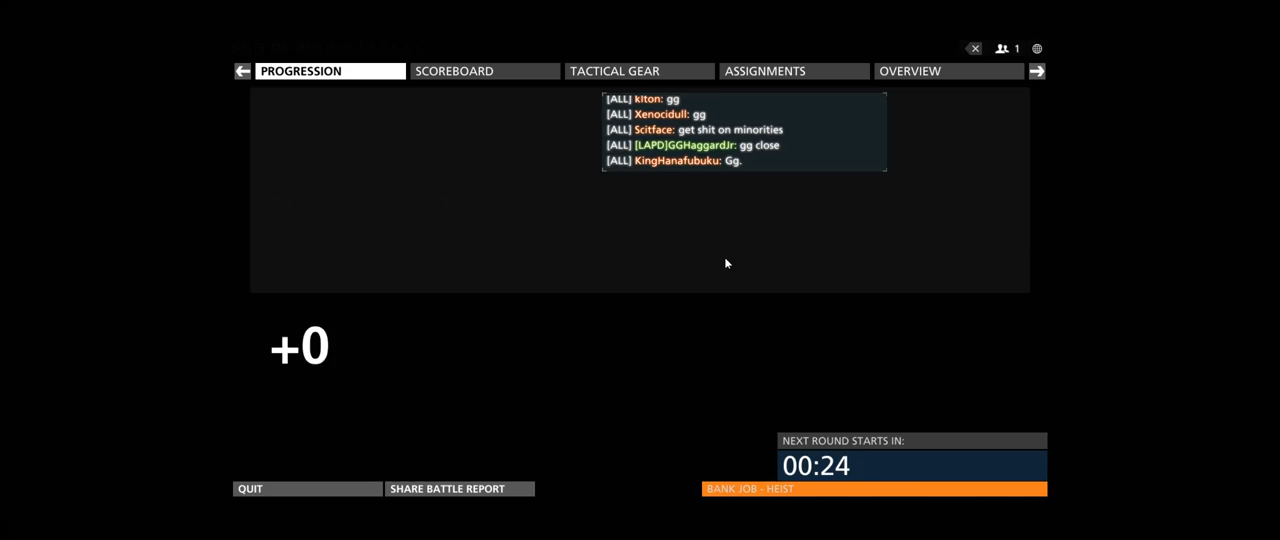 1
PROGRESSION
SCOREBOARD
TACTICAL GEAR
ASSIGNMENTS
OVERVIEW
[ALL] klton: gg
[ALL] Xenocidull: gg
[ALL] Scitface: get shit on minorities
[ALL] [LAPD]GGHaggardJr: gg close
[ALL] KingHanafubuku: Gg.
+0
NEXT ROUND STARTS IN:
00:24
QUIT
SHARE BATTLE REPORT
BANK JOB - HEIST